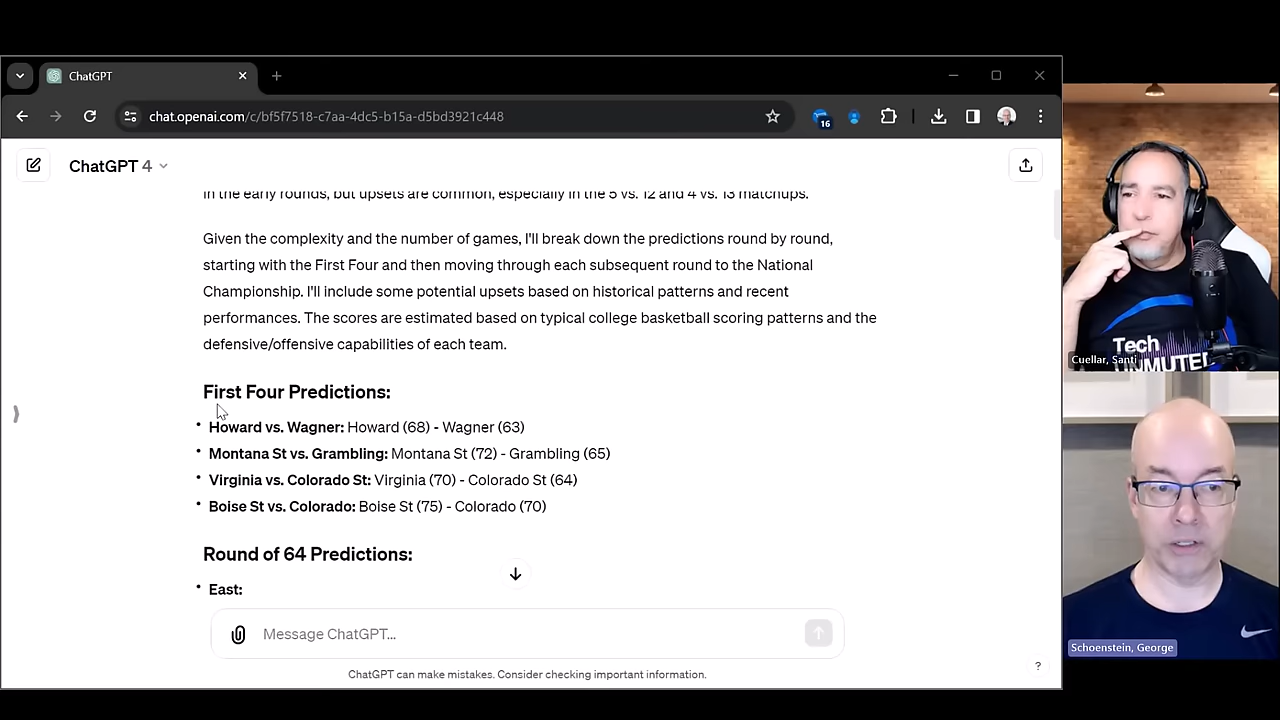 ChatGPT
chat.openai.com/c/bf5f7518-c7aa-4dc5-b15a-d5bd3921c448
16
ChatGPT 4
in the early rounds, but upsets are common, especially in the 5 vs. 12 and 4 vs. 13 matchups.
Given the complexity and the number of games, I'll break down the predictions round by round,
starting with the First Four and then moving through each subsequent round to the National
Championship. I'll include some potential upsets based on historical patterns and recent
performances. The scores are estimated based on typical college basketball scoring patterns and the
defensive/offensive capabilities of each team.
First Four Predictions:
• Howard vs. Wagner: Howard (68) - Wagner (63)
• Montana St vs. Grambling: Montana St (72) - Grambling (65)
• Virginia vs. Colorado St: Virginia (70) - Colorado St (64)
• Boise St vs. Colorado: Boise St (75) - Colorado (70)
Round of 64 Predictions:
• East:
Message ChatGPT...
ChatGPT can make mistakes. Consider checking important information.
?
Tech
UNMUTED
Cuellar, Santi
Schoenstein, George